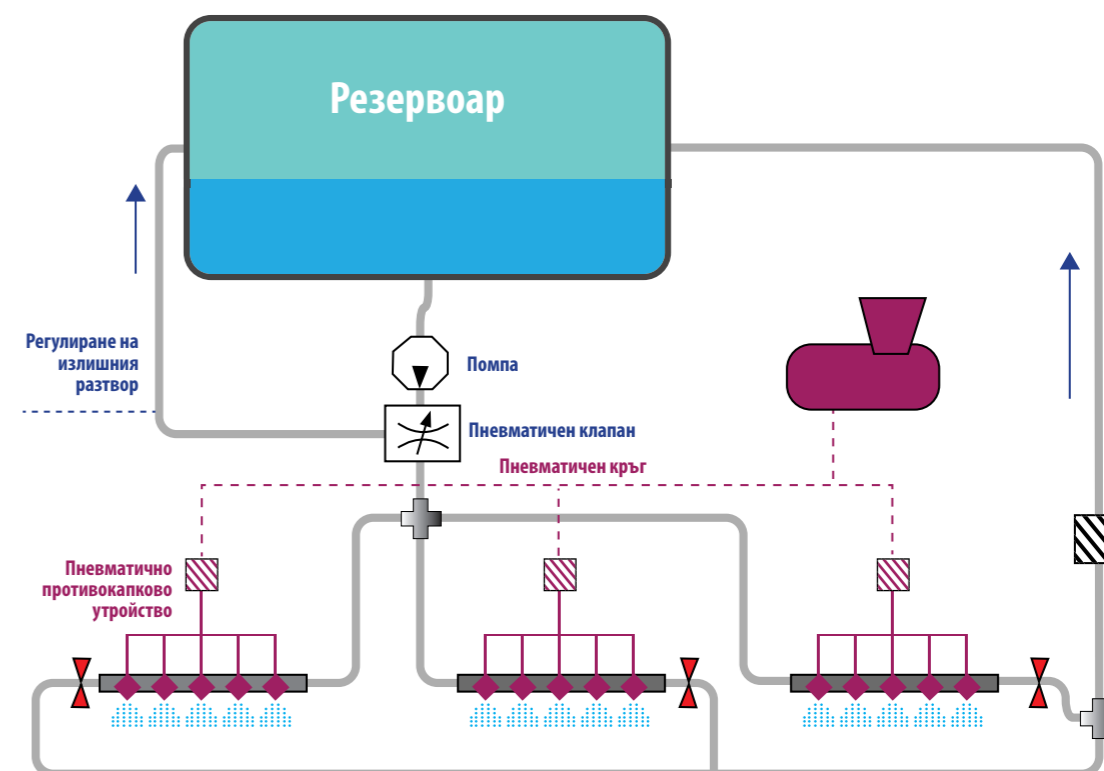 Резервоар
Регулиране на
излишния
разтвор
Помпа
Пневматичен клапан
Пневматичен кръг
Пневматично
противокапково
утройство